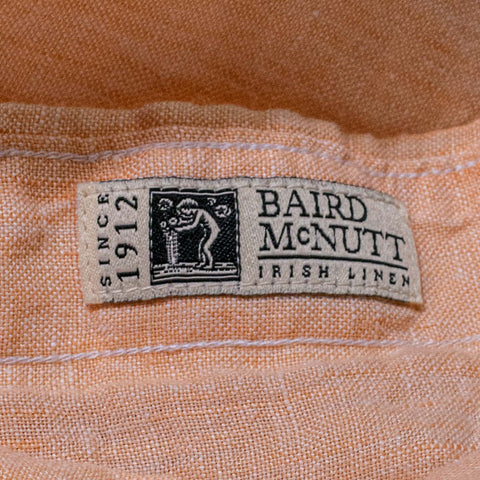 SINCE
1912
BAIRD
McNUTT
IRISH LINEN